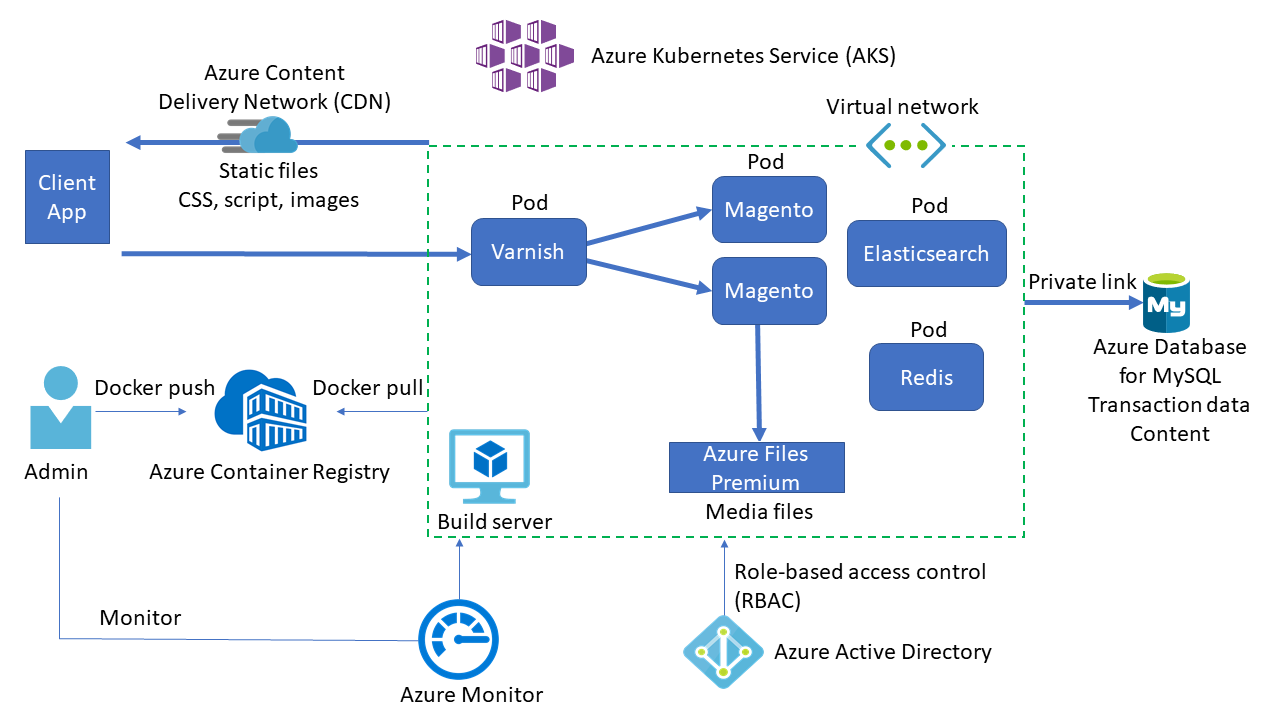 Azure Kubernetes Service (AKS)
Azure Content
Delivery Network (CDN)
Static files
CSS, script, images
Virtual network
Client
App
Pod
Varnish
Pod
Magento
Magento
Pod
Elasticsearch
Pod
Redis
Private link
My
Azure Database
for MySQL
Transaction data
Content
Docker push
Docker pull
Admin
Azure Container Registry
Azure Files
Premium
Media files
Build server
Role-based access control
(RBAC)
Monitor
Azure Active Directory
Azure Monitor